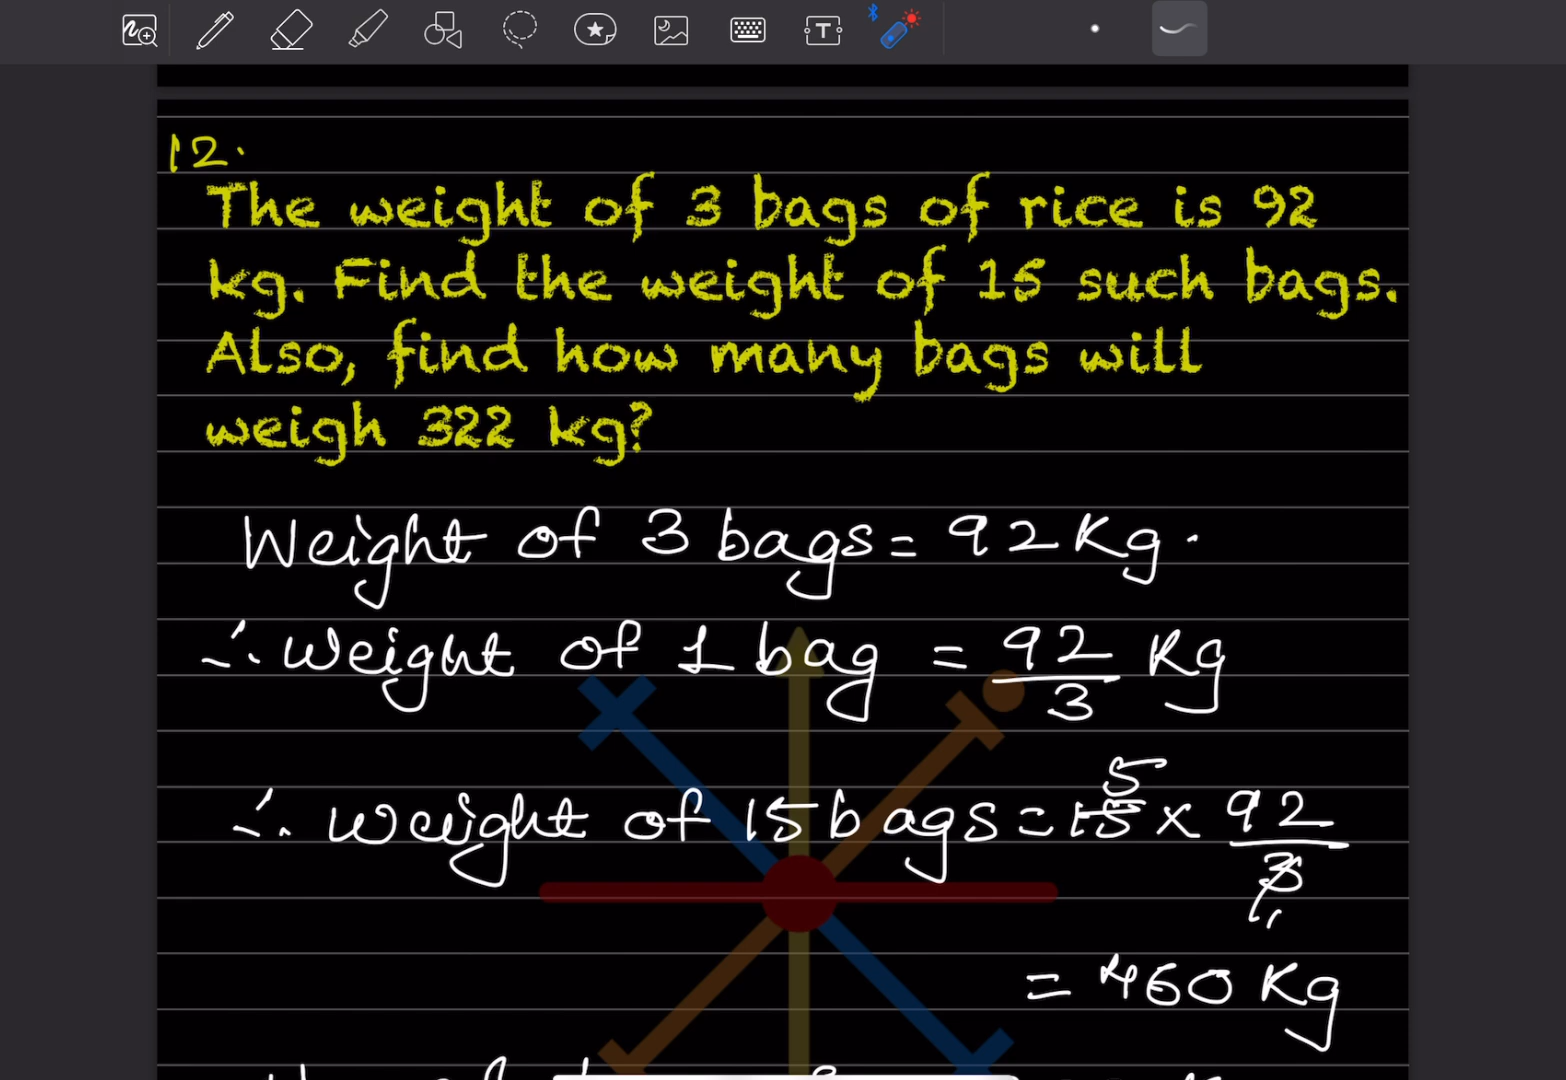 12.
The weight of 3 bags of rice is 92
kg. Find the weight of 15 such bags.
Also, find how many bags will
weigh 322 kg?
Weight of 3 bags = 92 Kg.
∴ Weight of 1 bag = 92/3 Kg
5
∴ Weight of 15 bags = 15 x 92/3
1
= 460 Kg